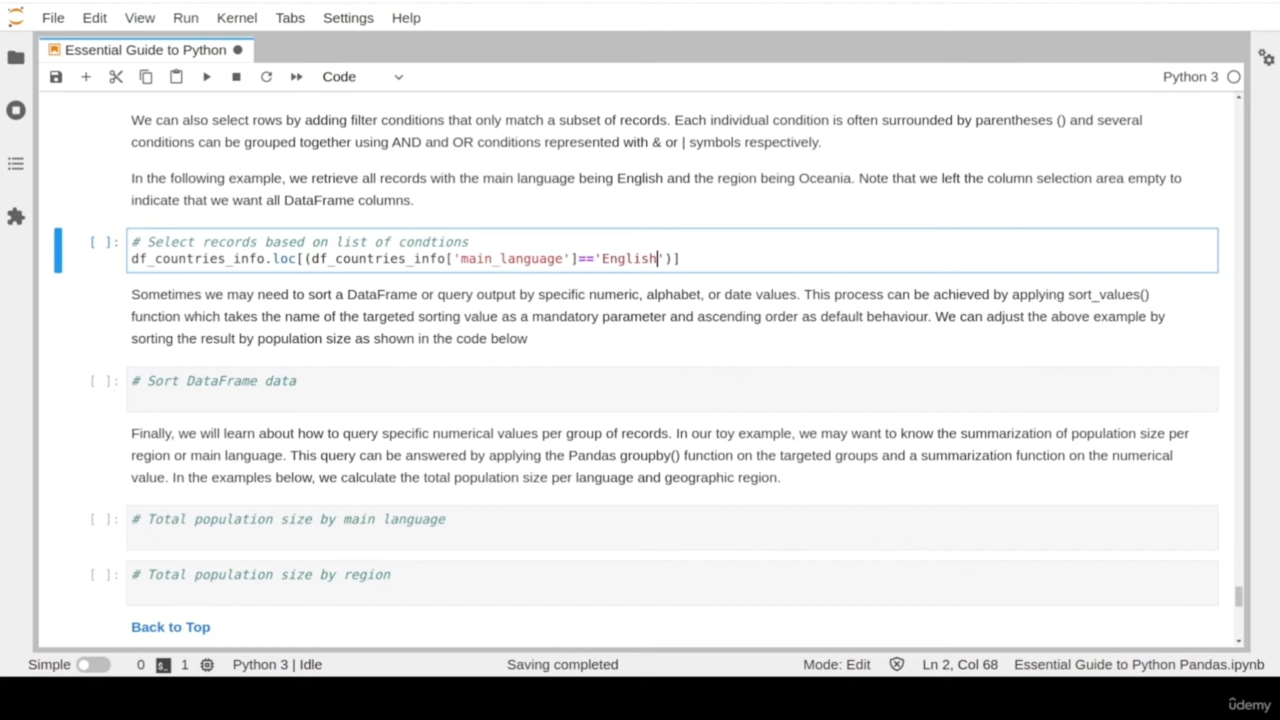 File Edit View Run Kernel Tabs Settings Help
Essential Guide to Python
Code
Python 3
We can also select rows by adding filter conditions that only match a subset of records. Each individual condition is often surrounded by parentheses () and several
conditions can be grouped together using AND and OR conditions represented with & or | symbols respectively.
In the following example, we retrieve all records with the main language being English and the region being Oceania. Note that we left the column selection area empty to
indicate that we want all DataFrame columns.
[ ]: # Select records based on list of condtions
df_countries_info.loc[(df_countries_info['main_language']=='English')]
Sometimes we may need to sort a DataFrame or query output by specific numeric, alphabet, or date values. This process can be achieved by applying sort_values()
function which takes the name of the targeted sorting value as a mandatory parameter and ascending order as default behaviour. We can adjust the above example by
sorting the result by population size as shown in the code below
[ ]: # Sort DataFrame data
Finally, we will learn about how to query specific numerical values per group of records. In our toy example, we may want to know the summarization of population size per
region or main language. This query can be answered by applying the Pandas groupby() function on the targeted groups and a summarization function on the numerical
value. In the examples below, we calculate the total population size per language and geographic region.
[ ]: # Total population size by main language
[ ]: # Total population size by region
Back to Top
Simple 0 $_ 1 Python 3 | Idle Saving completed Mode: Edit Ln 2, Col 68 Essential Guide to Python Pandas.ipynb
ûdemy